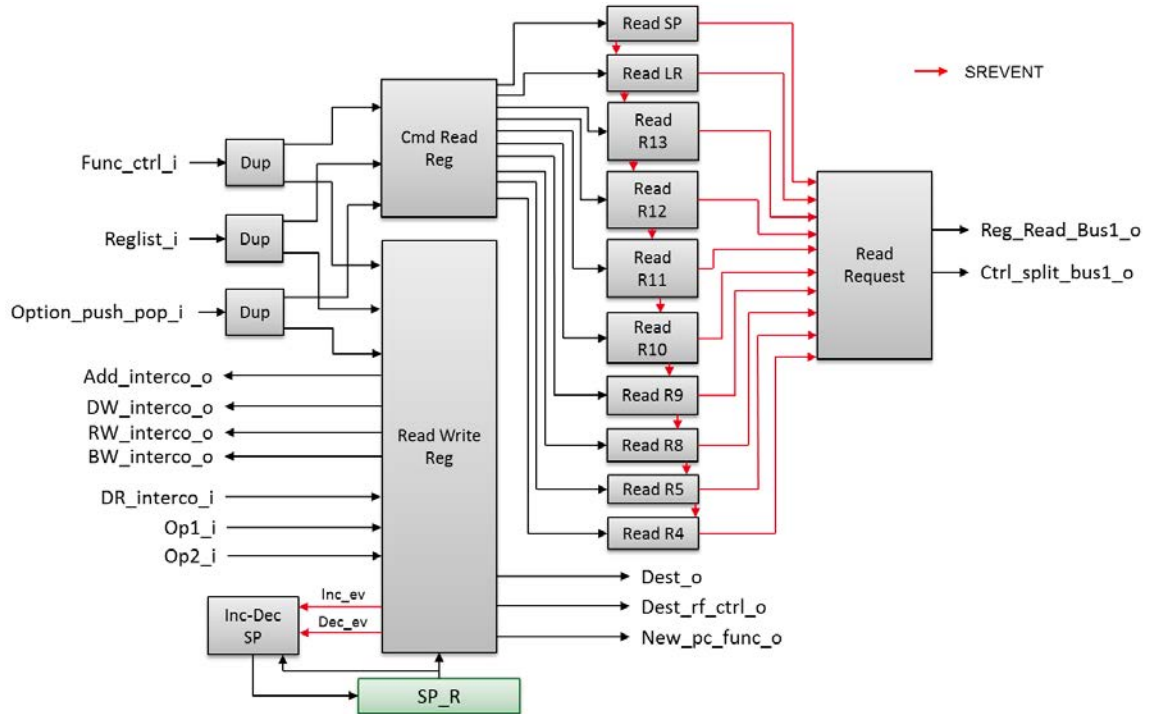 Read SP
Read LR
SREVENT
Cmd Read
Reg
Read
R13
Func_ctrl_i
Dup
Read
R12
Reglist_i
Dup
Reg_Read_Bus1_o
Read
R11
Read
Request
Ctrl_split_bus1_o
Option_push_pop_i
Dup
Read
R10
Add_interco_o
DW_interco_o
Read R9
RW_interco_o
Read Write
Reg
BW_interco_o
Read R8
DR_interco_i
Read R5
Op1_i
Read R4
Op2_i
Dest_o
Inc_ev
Inc-Dec
SP
Dest_rf_ctrl_o
Dec_ev
New_pc_func_o
SP_R